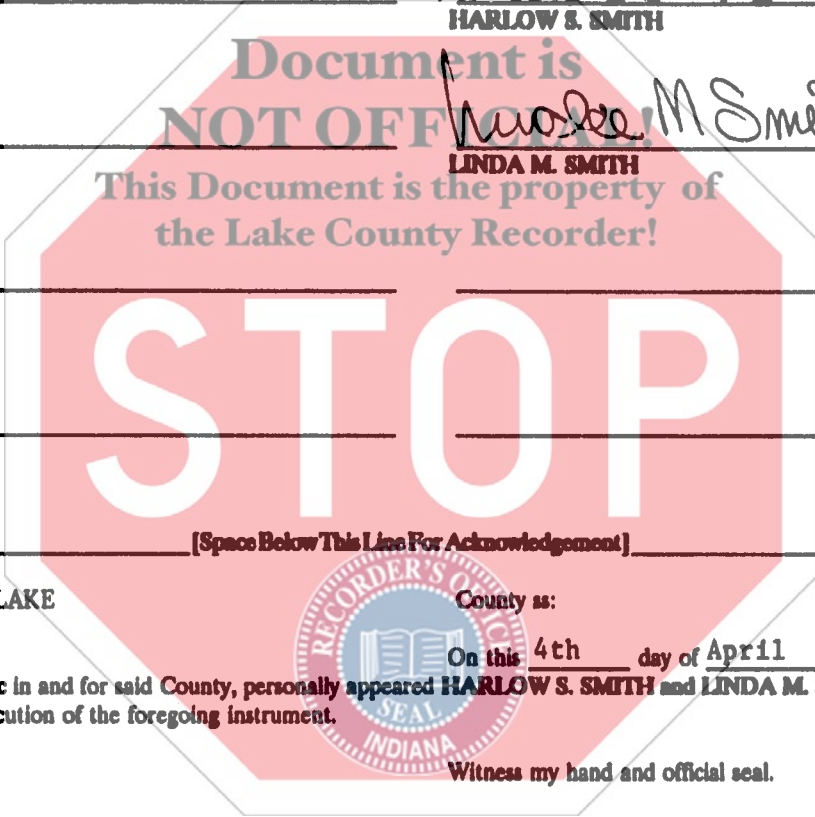 HARLOW S. SMITH
Document is
NOT OFFICIAL!
M Smi
LINDA M. SMITH
This Document is the property of
the Lake County Recorder!
STOP
[Space Below This Line For Acknowledgement]
LAKE
County ss:
RECORDER'S OFFICE
SEAL
INDIANA
On this 4th day of April
c in and for said County, personally appeared HARLOW S. SMITH and LINDA M.
cution of the foregoing instrument.
Witness my hand and official seal.